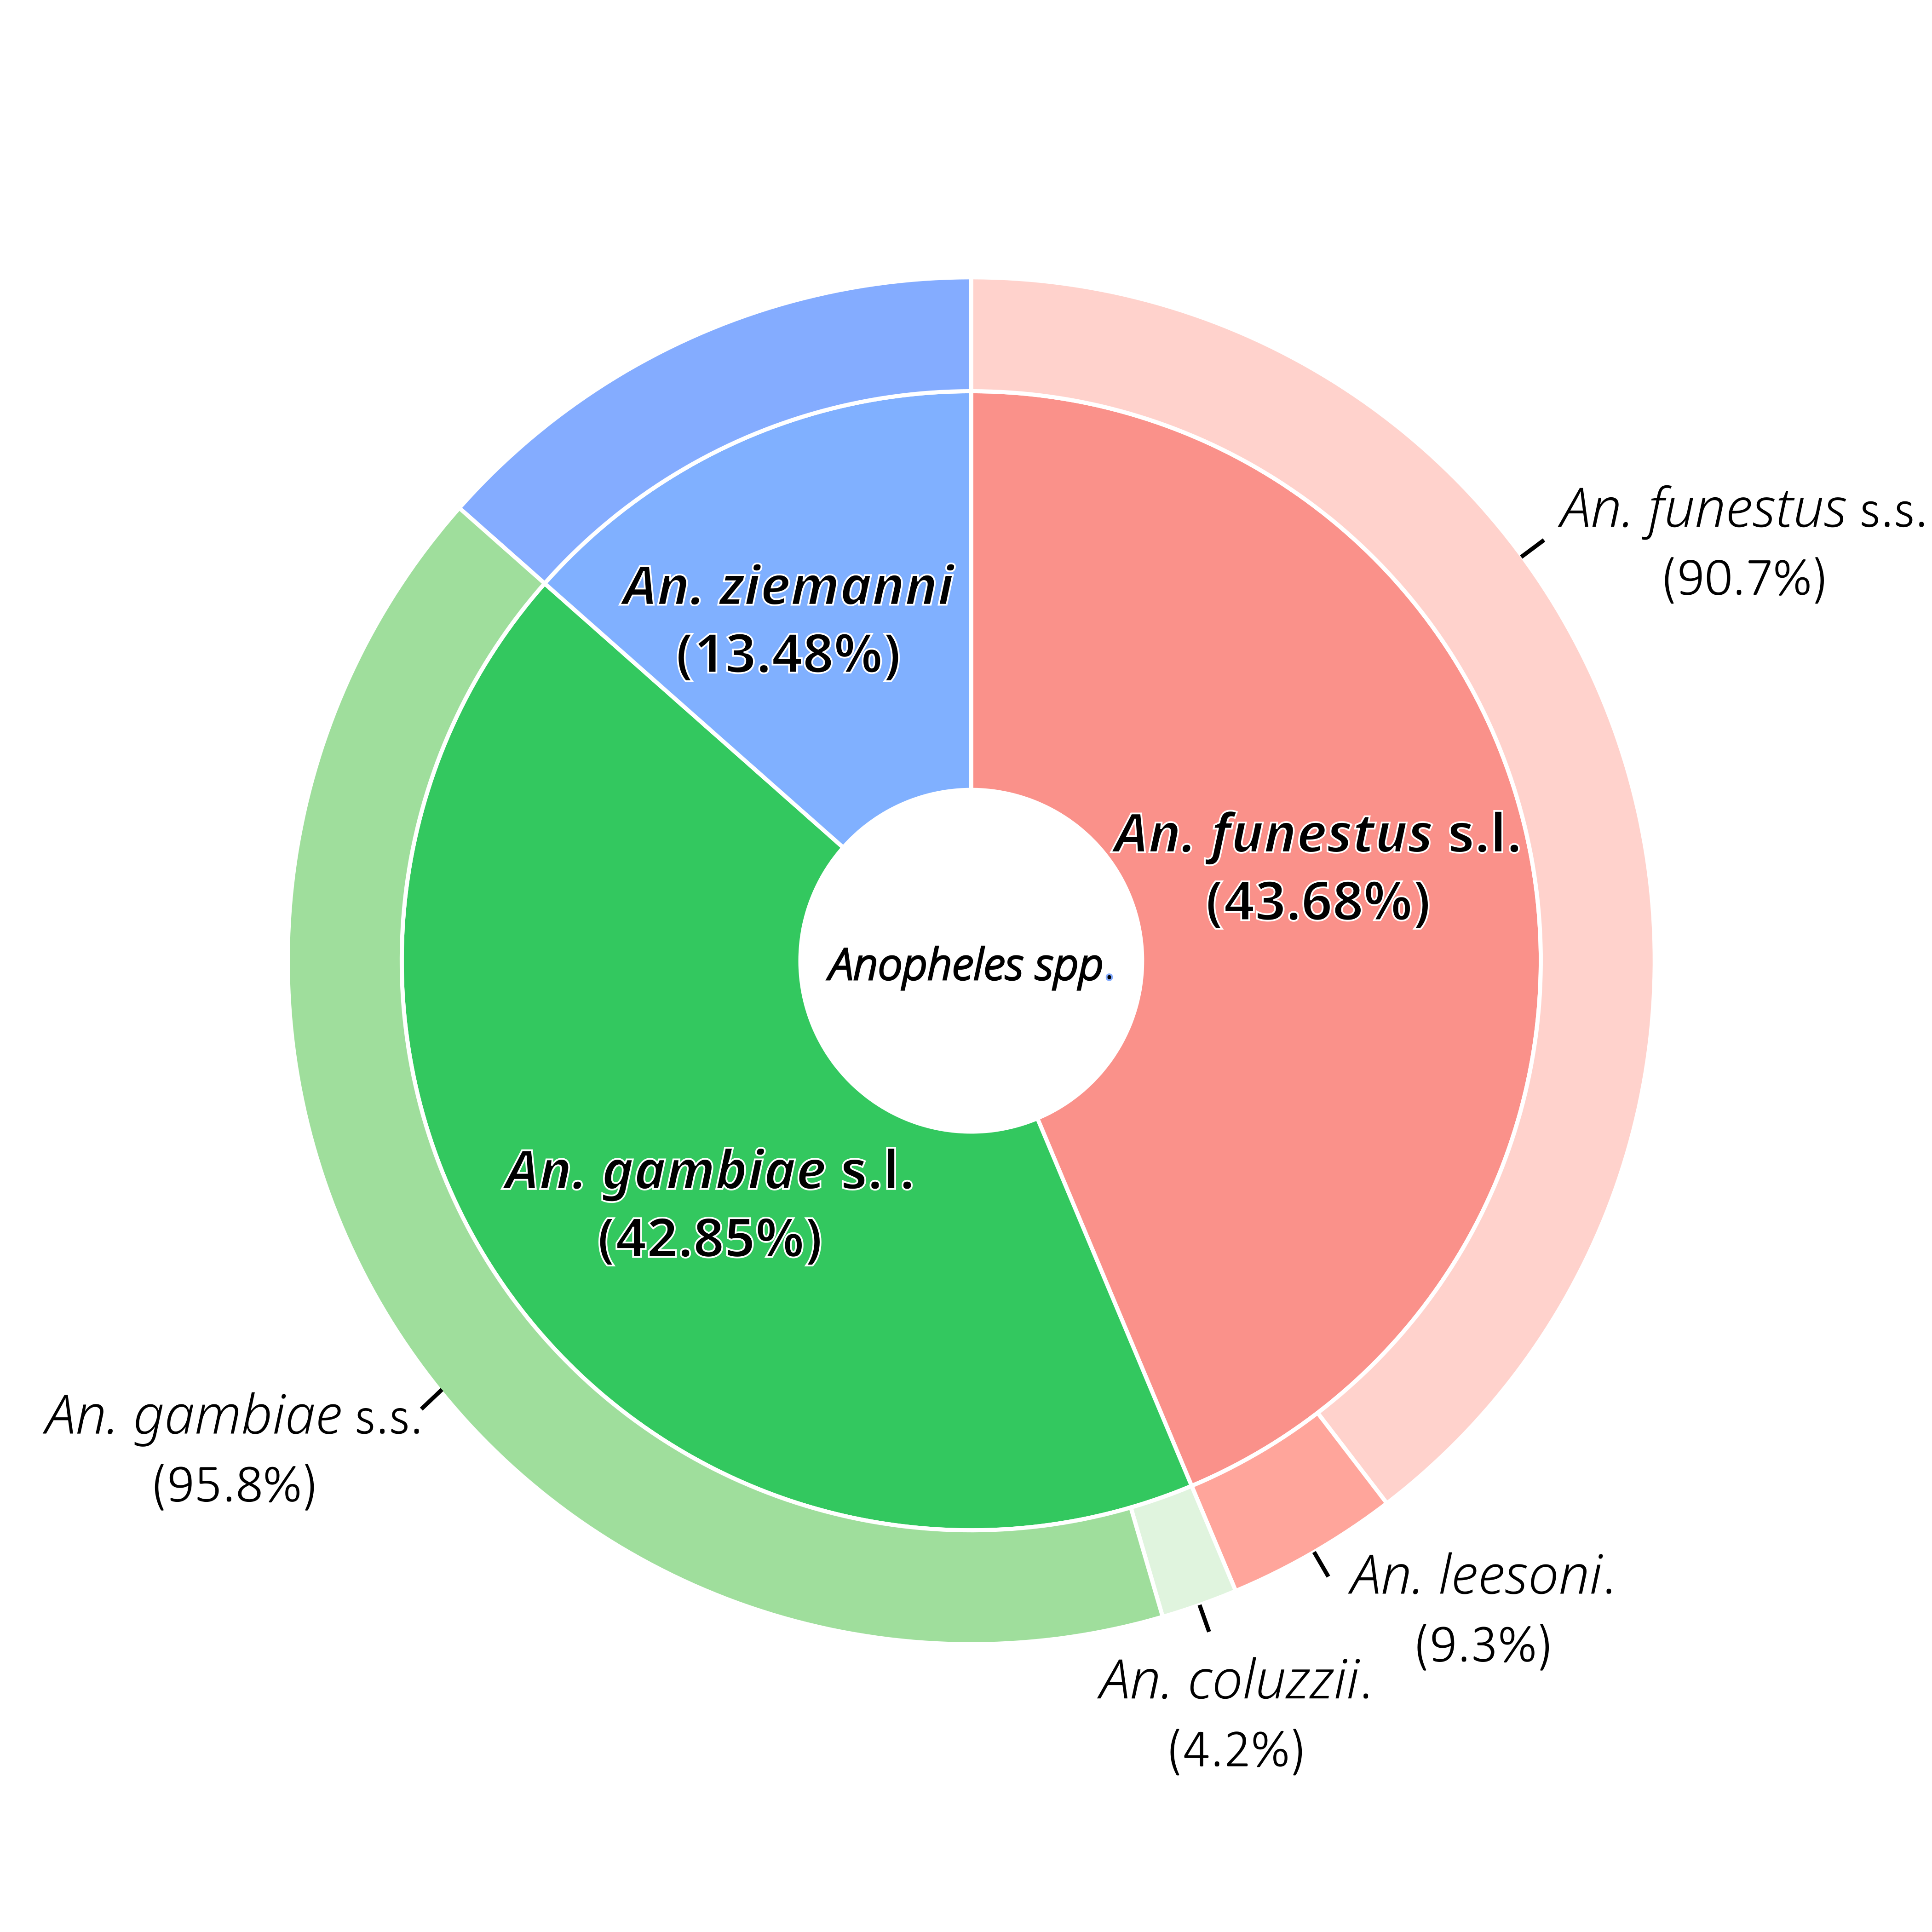 An. funestus s.s.
(90.7%)
An. ziemanni
(13.48%)
An. funestus s.l.
(43.68%)
Anopheles spp.
An. gambiae s.l.
(42.85%)
An. gambiae s.s.
(95.8%)
An. leesoni.
(9.3%)
An. coluzzii.
(4.2%)